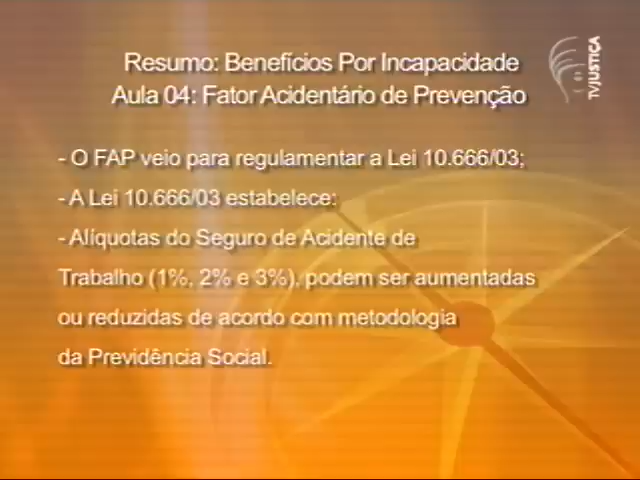 Resumo: Benefícios Por Incapacidade
Aula 04: Fator Acidentário de Prevenção
TV JUSTIÇA
- O FAP veio para regulamentar a Lei 10.666/03;
- A Lei 10.666/03 estabelece:
- Alíquotas do Seguro de Acidente de
Trabalho (1%, 2% e 3%), podem ser aumentadas
ou reduzidas de acordo com metodologia
da Previdência Social.